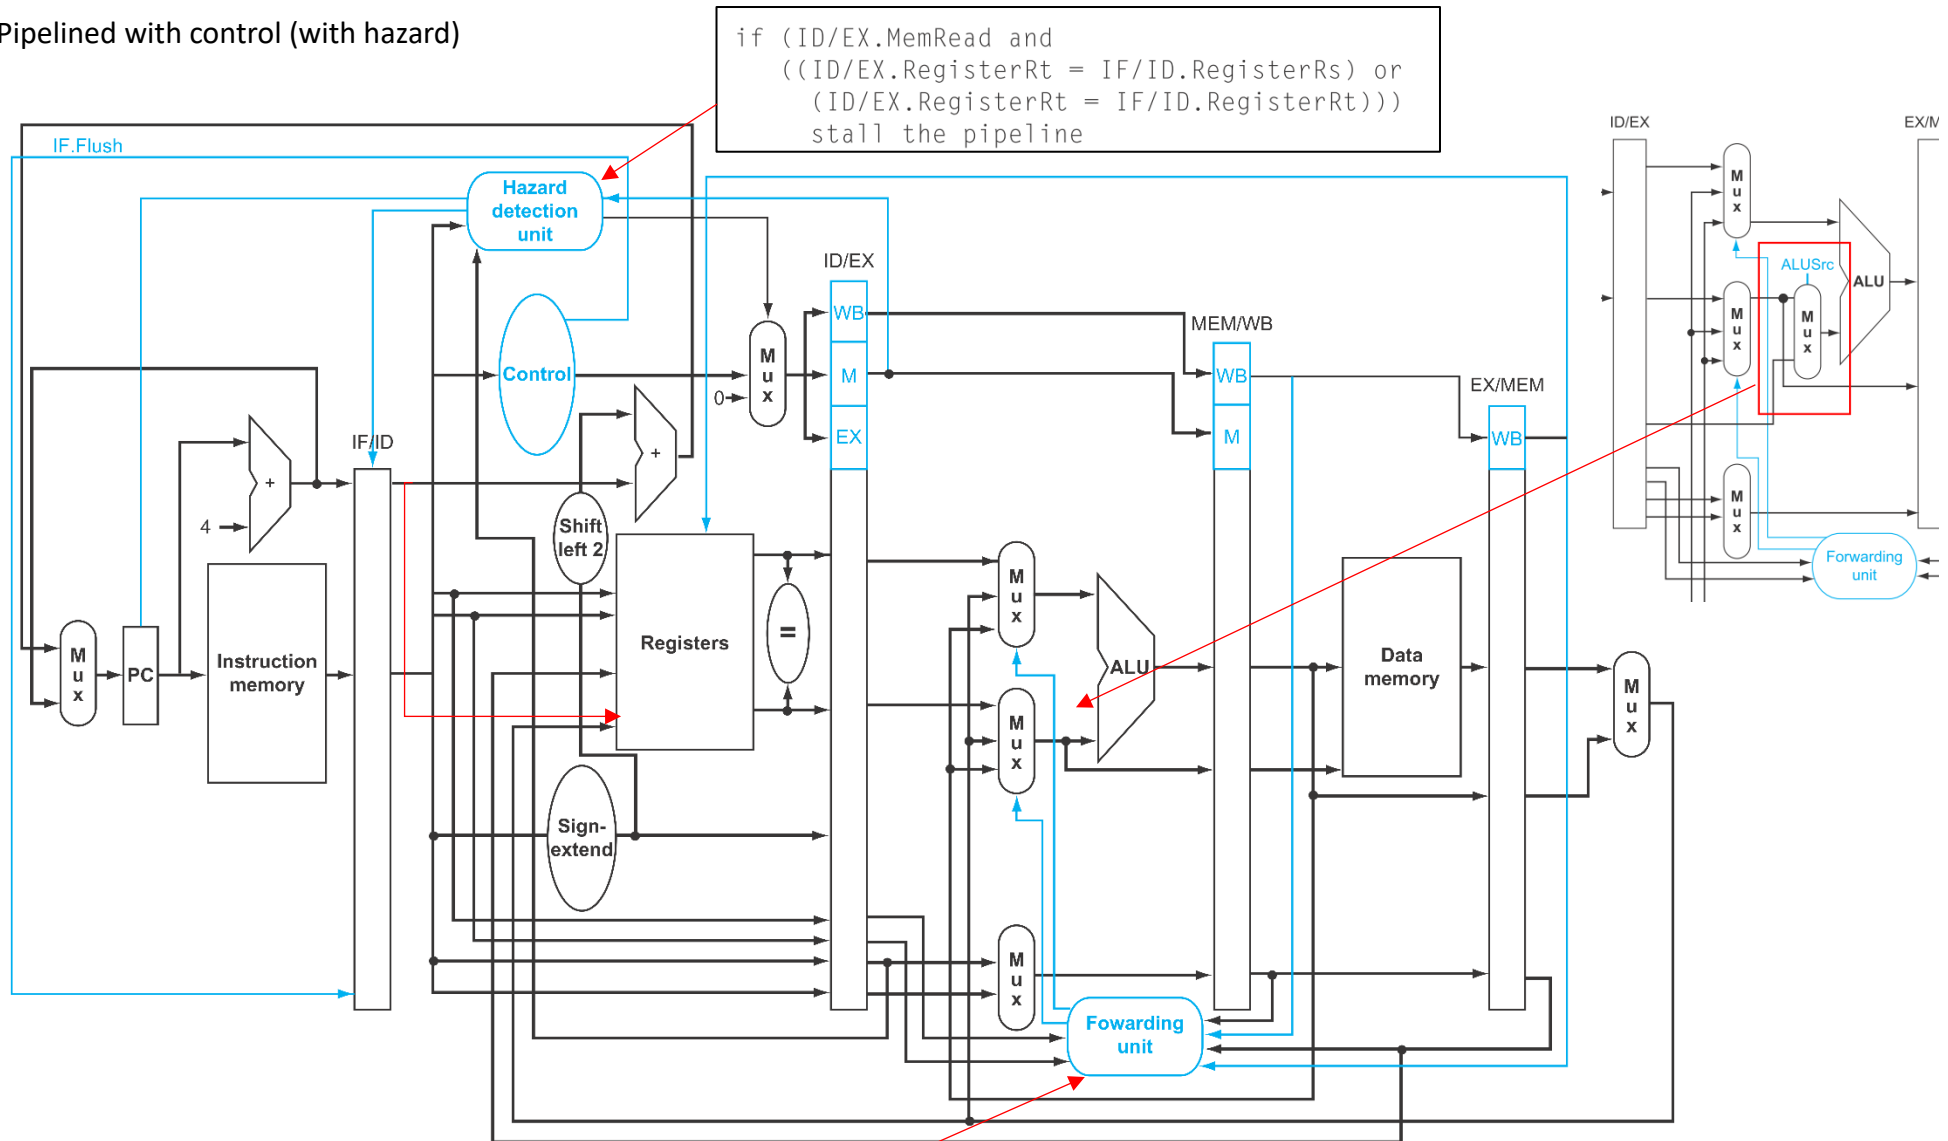 Pipelined with control (with hazard)
if (ID/EX.MemRead and
((ID/EX.RegisterRt = IF/ID.RegisterRs) or
(ID/EX.RegisterRt = IF/ID.RegisterRt)))
stall the pipeline
IF.Flush
Hazard
detection
unit
ID/EX
WB
M
EX
Control
M
u
x
0
MEM/WB
WB
M
EX/MEM
WB
IF/ID
+
4
+
Shift
left 2
M
u
x
PC
Instruction
memory
Registers
=
Sign-
extend
M
u
x
M
u
x
ALU
Data
memory
M
u
x
M
u
x
Fowarding
unit
ID/EX
EX/M
M
u
x
ALUSrc
M
u
x
M
u
x
ALU
M
u
x
Forwarding
unit